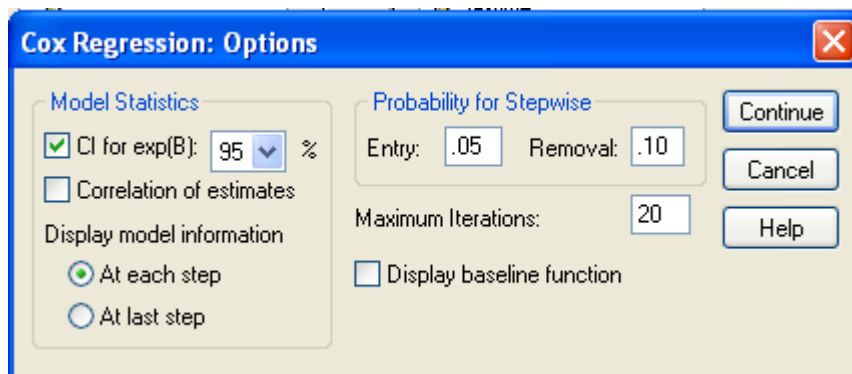 Cox Regression: Options
Model Statistics
CI for exp(B): 95 %
Correlation of estimates
Display model information
At each step
At last step
Probability for Stepwise
Entry: .05 Removal: .10
Maximum Iterations: 20
Display baseline function
Continue
Cancel
Help